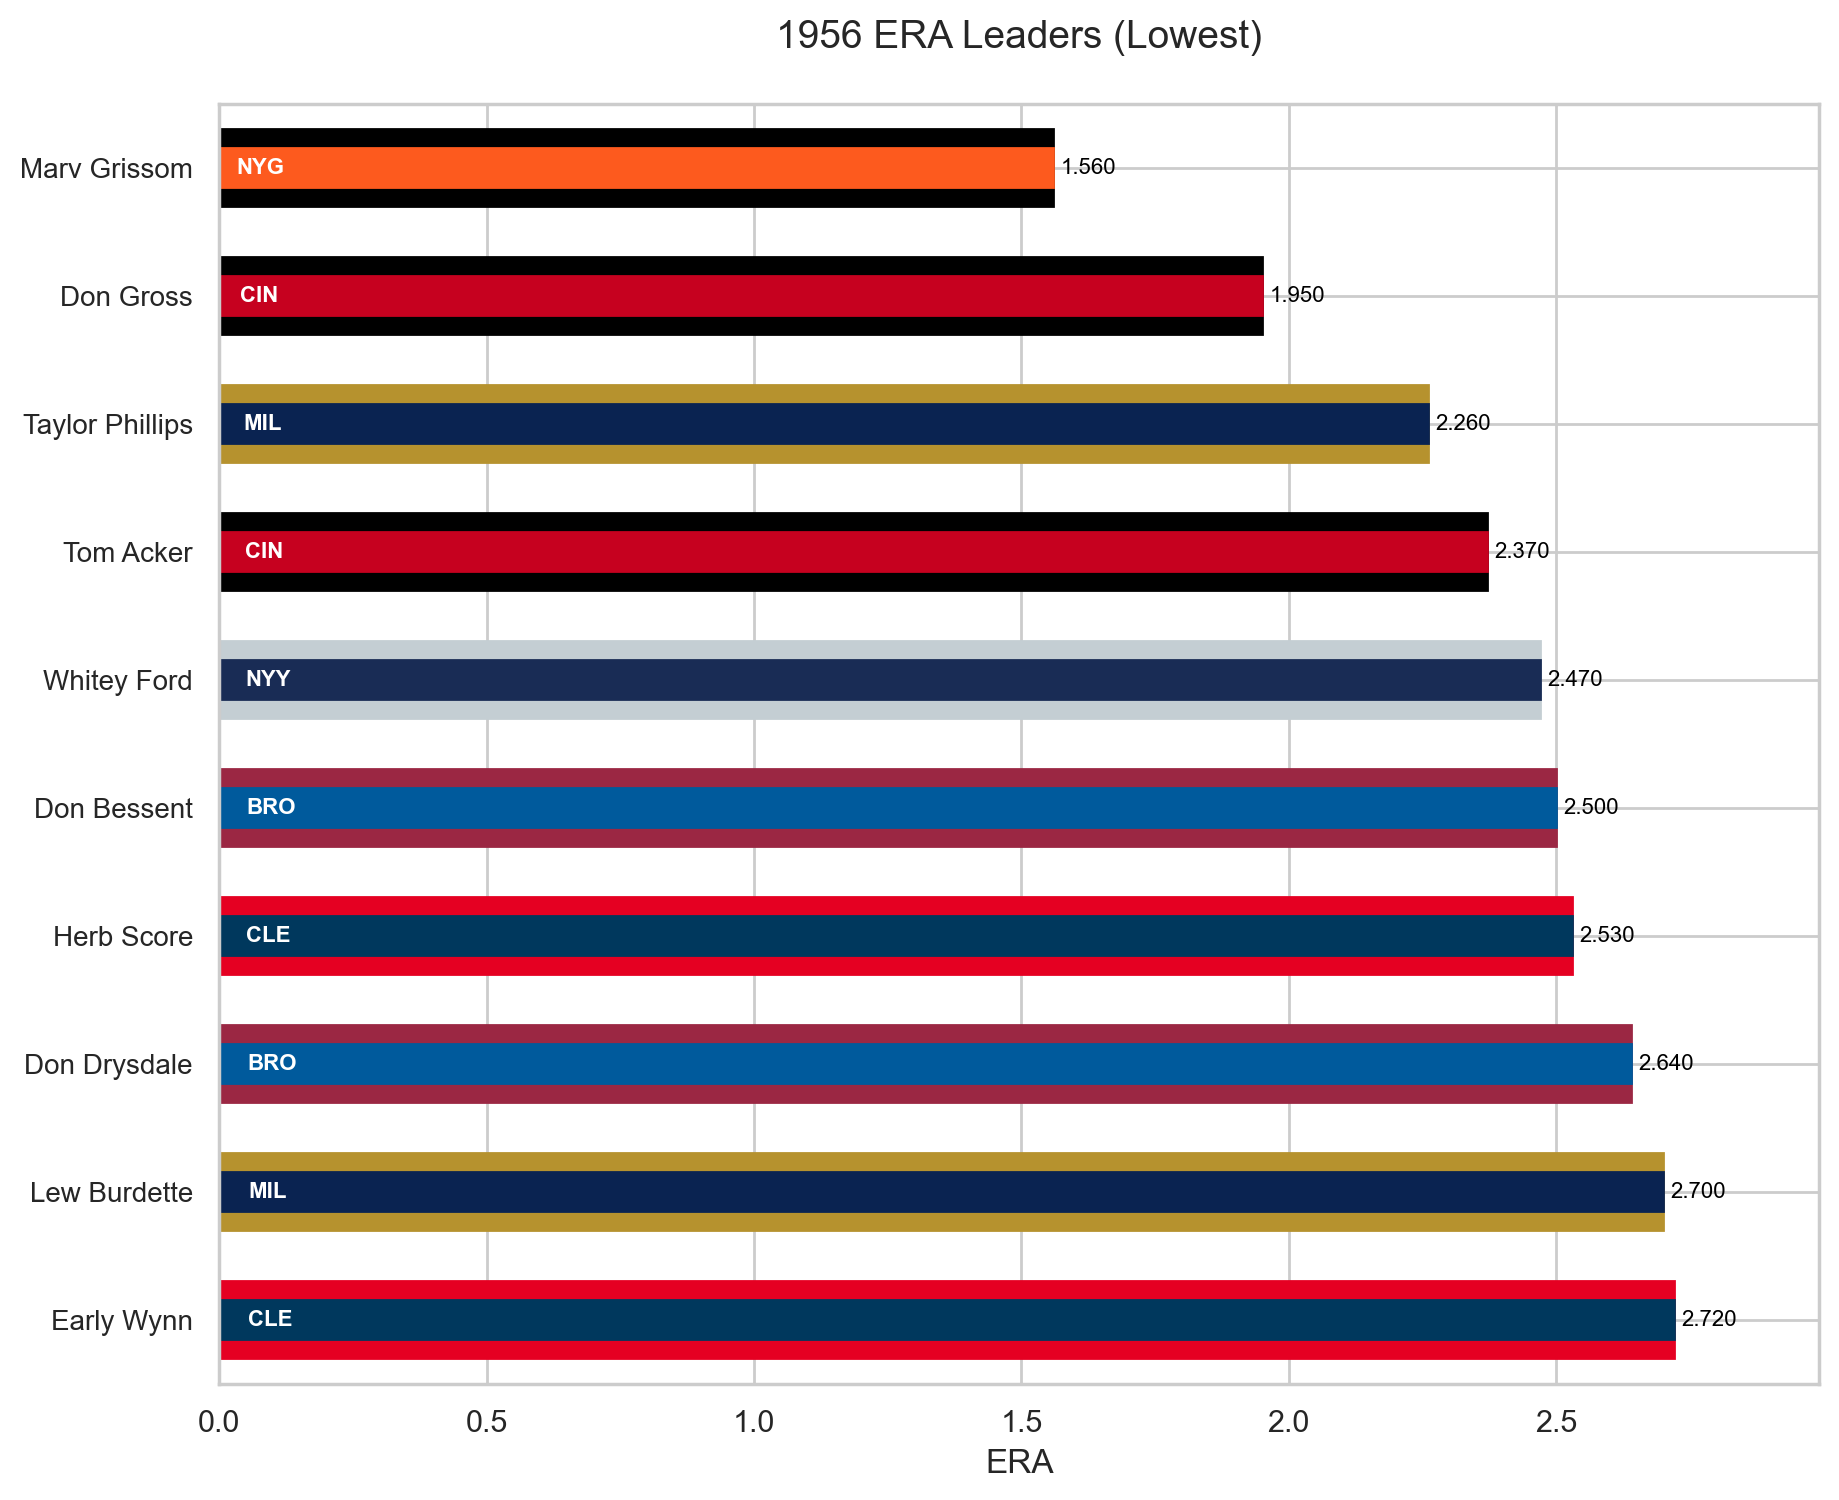 1956 ERA Leaders (Lowest)
Marv Grissom NYG 1.560
Don Gross CIN 1.950
Taylor Phillips MIL 2.260
Tom Acker CIN 2.370
Whitey Ford NYY 2.470
Don Bessent BRO 2.500
Herb Score CLE 2.530
Don Drysdale BRO 2.640
Lew Burdette MIL 2.700
Early Wynn CLE 2.720
0.0 0.5 1.0 1.5 2.0 2.5
ERA